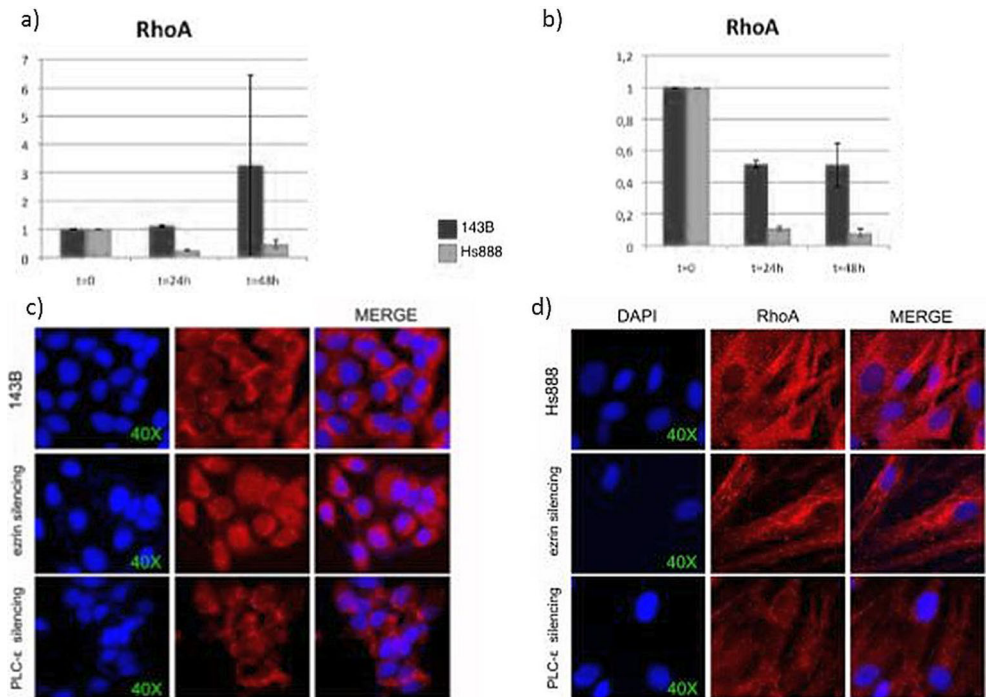 a)
RhoA
7
6
5
4
3
2
1
0
t=0 t=24h t=48h
143B
Hs888
b)
RhoA
1,2
1
0,8
0,6
0,4
0,2
0
t=0 t=24h t=48h
c)
MERGE
143B
40X
ezrin silencing
40X
PLC-ε silencing
40X
d)
DAPI RhoA MERGE
Hs888
40X
ezrin silencing
40X
PLC-ε silencing
40X